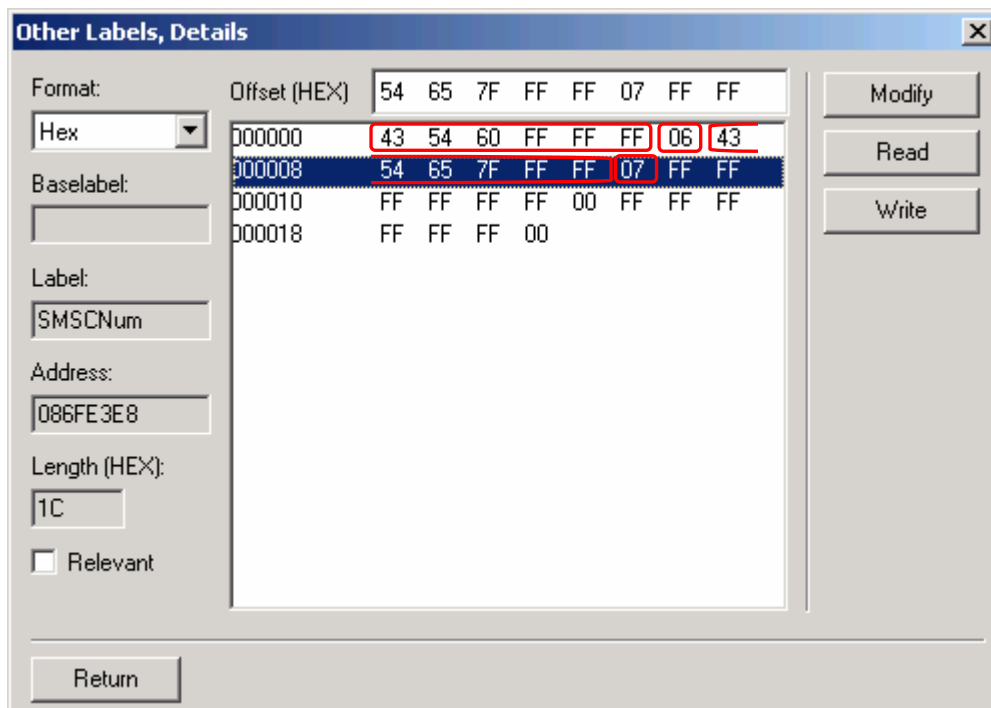 Other Labels, Details
Format:
Hex
Baselabel:
Label:
SMSCNum
Address:
086FE3E8
Length (HEX):
1C
Relevant
Offset (HEX) 54 65 7F FF FF 07 FF FF
000000 43 54 60 FF FF FF 06 43
000008 54 65 7F FF FF 07 FF FF
000010 FF FF FF FF 00 FF FF FF
000018 FF FF FF 00
Modify
Read
Write
Return